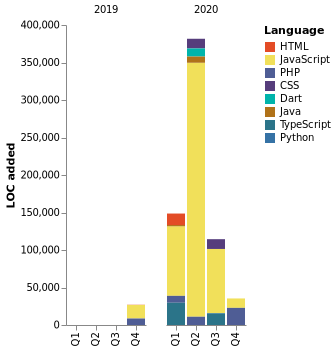 2019 2020
Language
HTML
JavaScript
PHP
CSS
Dart
Java
TypeScript
Python
LOC added
400,000
350,000
300,000
250,000
200,000
150,000
100,000
50,000
0
Q1 Q2 Q3 Q4 Q1 Q2 Q3 Q4